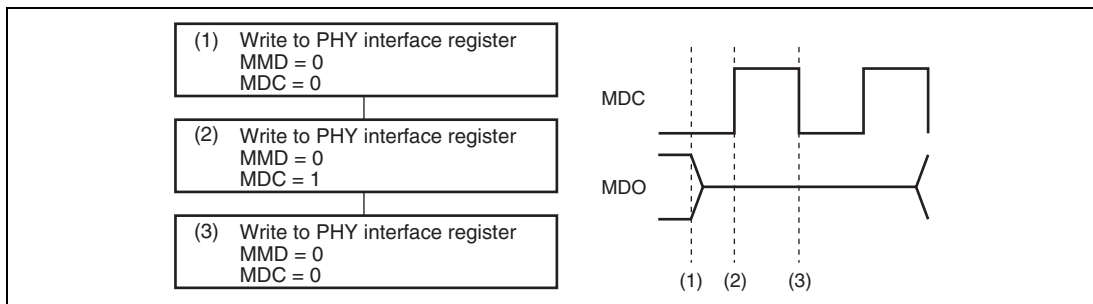 (1) Write to PHY interface register
MMD = 0
MDC = 0
(2) Write to PHY interface register
MMD = 0
MDC = 1
(3) Write to PHY interface register
MMD = 0
MDC = 0
MDC
MDO
(1) (2) (3)